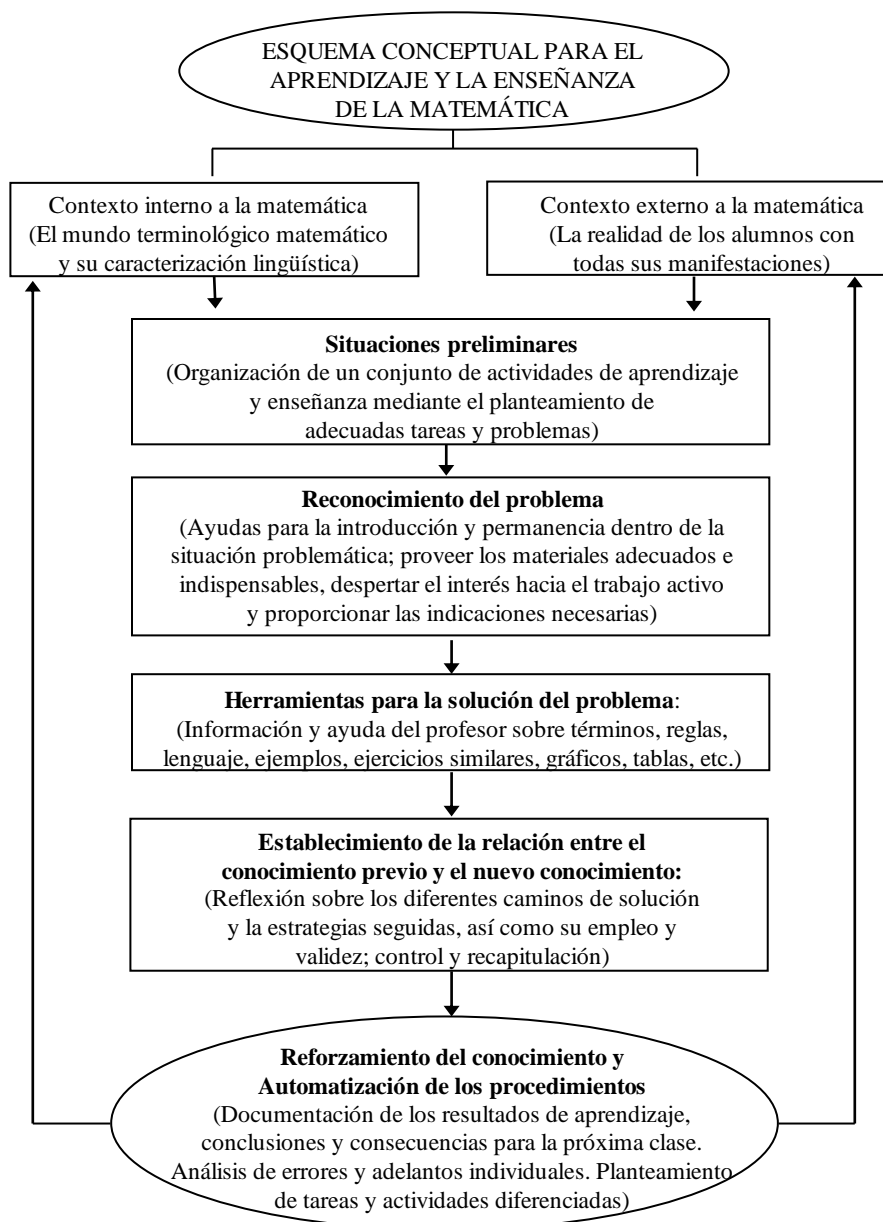 ESQUEMA CONCEPTUAL PARA EL
APRENDIZAJE Y LA ENSEÑANZA
DE LA MATEMÁTICA
Contexto interno a la matemática
(El mundo terminológico matemático
y su caracterización lingüística)
Contexto externo a la matemática
(La realidad de los alumnos con
todas sus manifestaciones)
Situaciones preliminares
(Organización de un conjunto de actividades de aprendizaje
y enseñanza mediante el planteamiento de
adecuadas tareas y problemas)
Reconocimiento del problema
(Ayudas para la introducción y permanencia dentro de la
situación problemática; proveer los materiales adecuados e
indispensables, despertar el interés hacia el trabajo activo
y proporcionar las indicaciones necesarias)
Herramientas para la solución del problema:
(Información y ayuda del profesor sobre términos, reglas,
lenguaje, ejemplos, ejercicios similares, gráficos, tablas, etc.)
Establecimiento de la relación entre el
conocimiento previo y el nuevo conocimiento:
(Reflexión sobre los diferentes caminos de solución
y la estrategias seguidas, así como su empleo y
validez; control y recapitulación)
Reforzamiento del conocimiento y
Automatización de los procedimientos
(Documentación de los resultados de aprendizaje,
conclusiones y consecuencias para la próxima clase.
Análisis de errores y adelantos individuales. Planteamiento
de tareas y actividades diferenciadas)